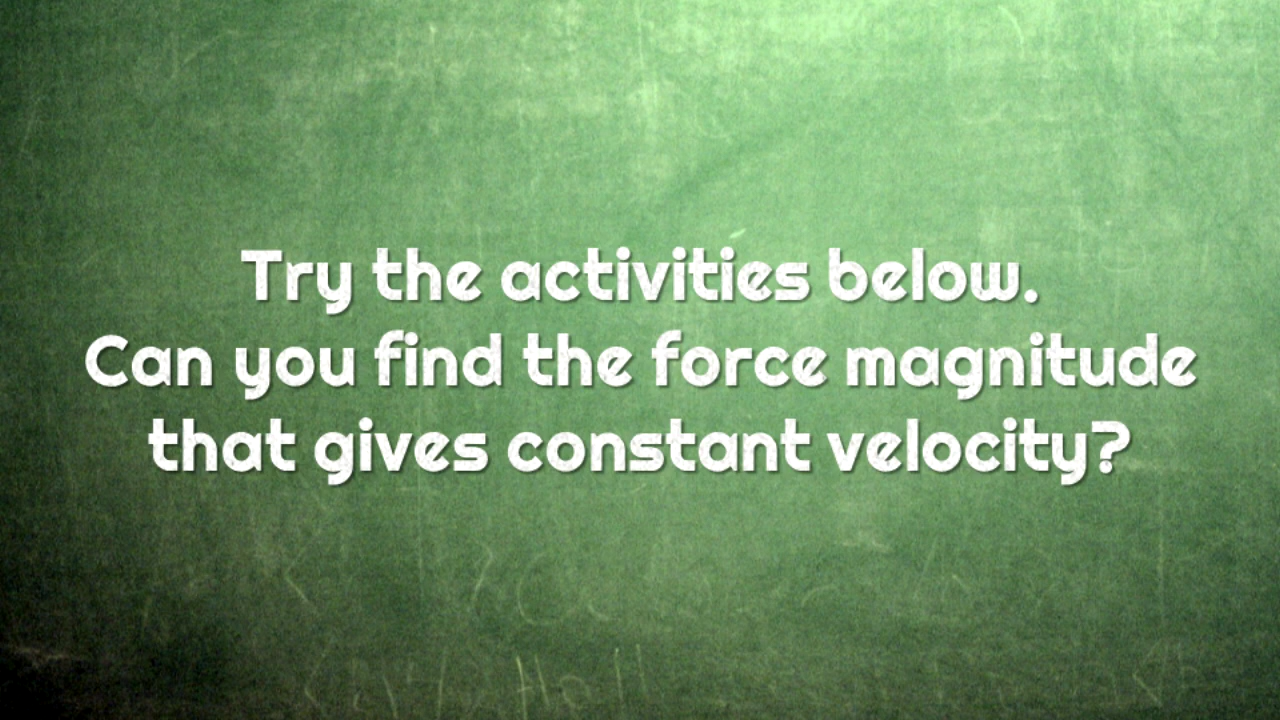 Try the activities below.
Can you find the force magnitude
that gives constant velocity?